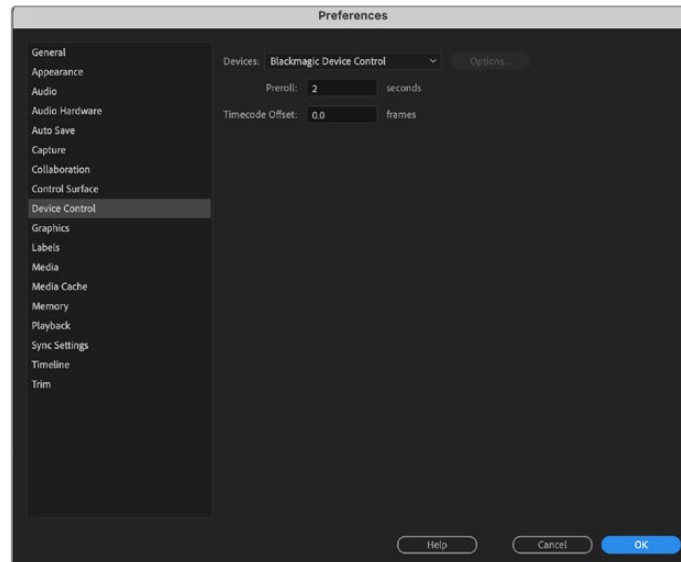 Preferences
General
Appearance
Audio
Audio Hardware
Auto Save
Capture
Collaboration
Control Surface
Device Control
Graphics
Labels
Media
Media Cache
Memory
Playback
Sync Settings
Timeline
Trim
Devices: Blackmagic Device Control Options...
Preroll: 2 seconds
Timecode Offset: 0.0 frames
Help Cancel OK